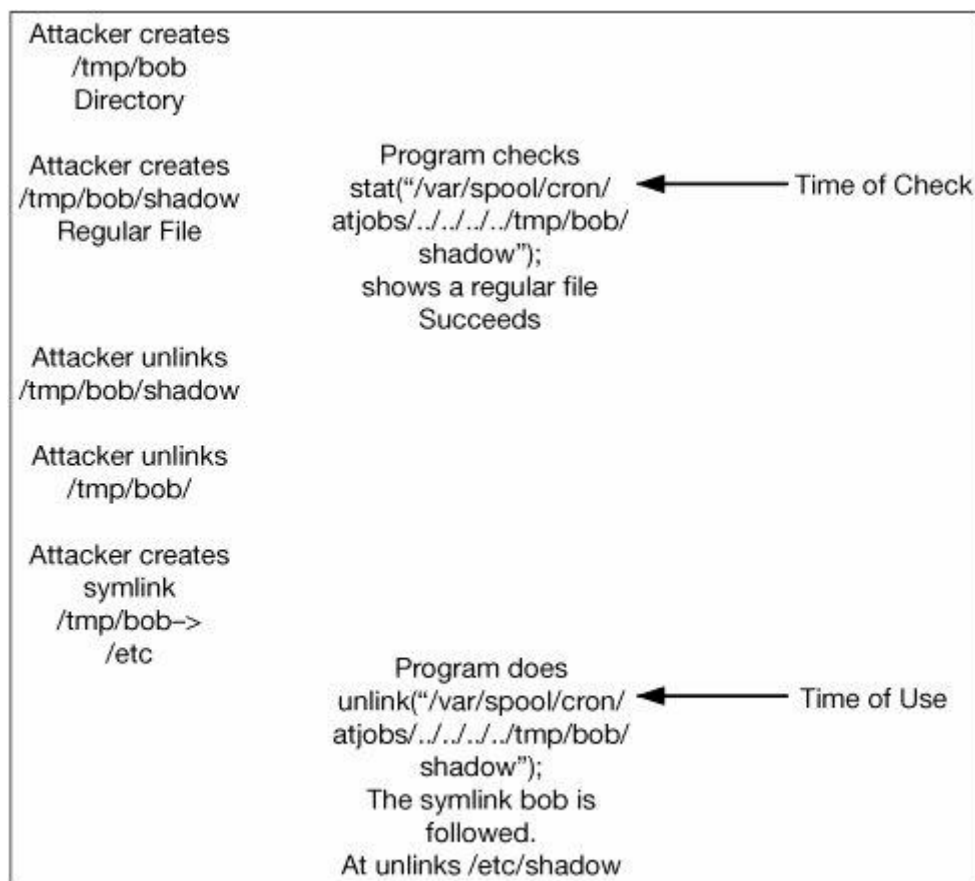 Attacker creates
/tmp/bob
Directory
Attacker creates
/tmp/bob/shadow
Regular File
Program checks
stat(“/var/spool/cron/
atjobs/../../../../tmp/bob/
shadow”);
shows a regular file
Succeeds
Time of Check
Attacker unlinks
/tmp/bob/shadow
Attacker unlinks
/tmp/bob/
Attacker creates
symlink
/tmp/bob–>
/etc
Program does
unlink(“/var/spool/cron/
atjobs/../../../../tmp/bob/
shadow”);
The symlink bob is
followed.
At unlinks /etc/shadow
Time of Use